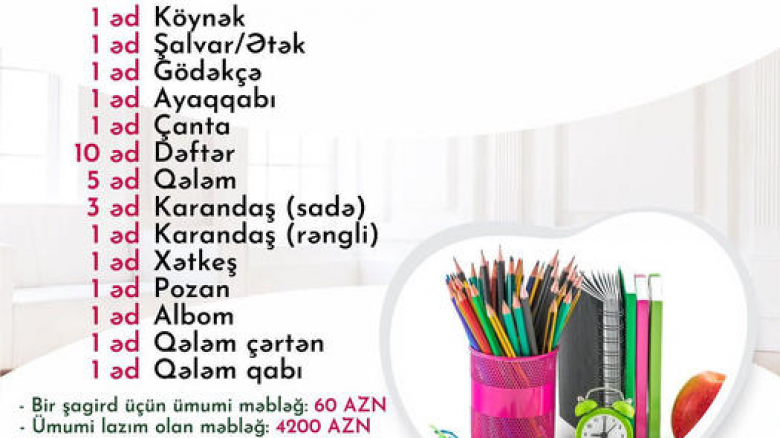 1 əd Köynək
1 əd Şalvar/Ətək
1 əd Gödəkçə
1 əd Ayaqqabı
1 əd Çanta
10 əd Dəftər
5 əd Qələm
3 əd Karandaş (sadə)
1 əd Karandaş (rəngli)
1 əd Xətkeş
1 əd Pozan
1 əd Albom
1 əd Qələm çərtən
1 əd Qələm qabı
- Bir şagird üçün ümumi məbləğ: 60 AZN
- Ümumi lazım olan məbləğ: 4200 AZN